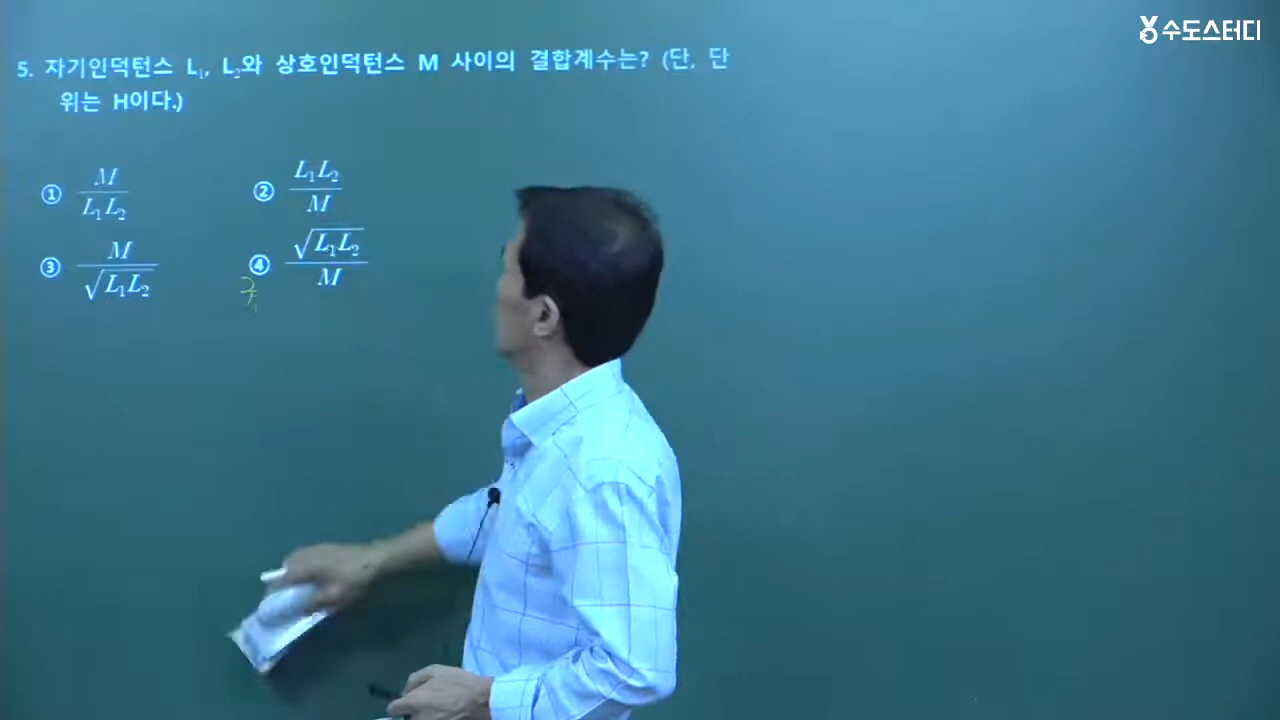 수도스터디
5. 자기인덕턴스 L₁, L₂와 상호인덕턴스 M 사이의 결합계수는? (단, 단
위는 H이다.)
① M / L₁L₂ ② L₁L₂ / M
③ M / √L₁L₂ ④ √L₁L₂ / M